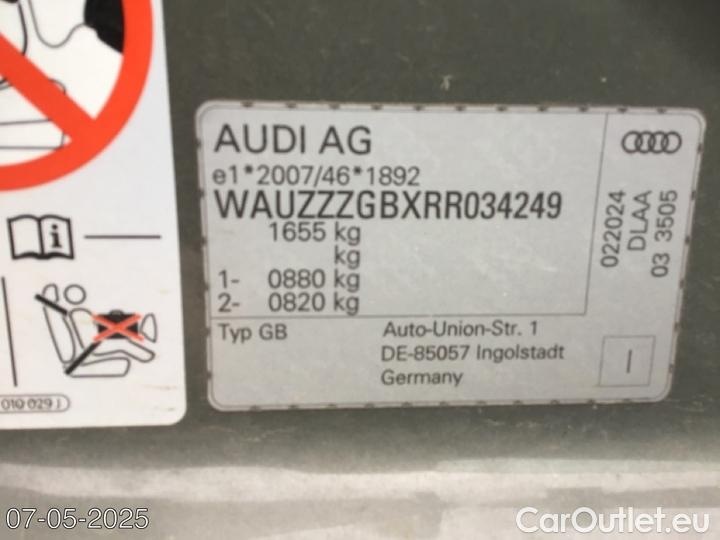 AUDI AG
e1*2007/46*1892
WAUZZZGBXRR034249
1655 kg
kg
1- 0880 kg
2- 0820 kg
Typ GB
Auto-Union-Str. 1
DE-85057 Ingolstadt
Germany
022024
DLAA
03 3505
I
i
010 029 J
07-05-2025
CarOutlet.eu